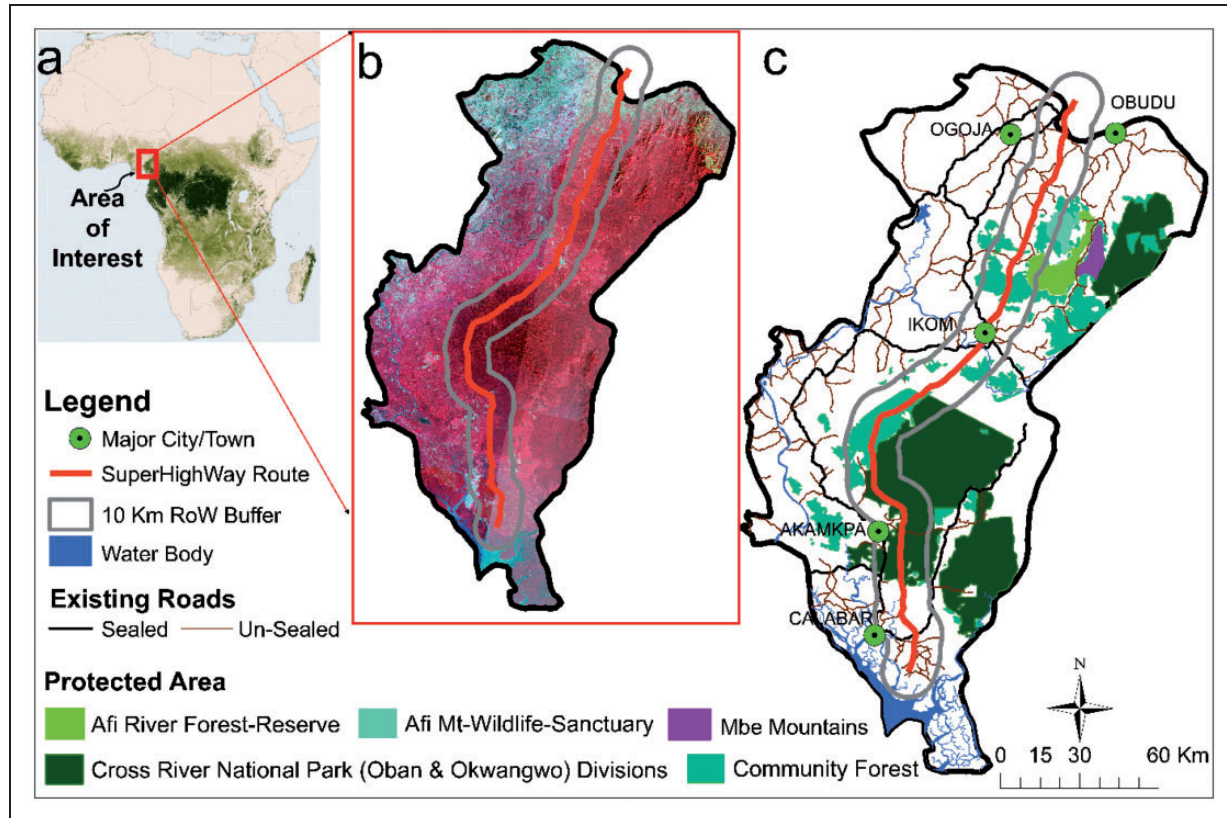 a
Area
of
Interest
b
c
OBUDU
OGOJA
IKOM
AKAMKPA
CALABAR
Legend
Major City/Town
SuperHighWay Route
10 Km RoW Buffer
Water Body
Existing Roads
Sealed Un-Sealed
Protected Area
Afi River Forest-Reserve Afi Mt-Wildlife-Sanctuary Mbe Mountains
Cross River National Park (Oban & Okwangwo) Divisions Community Forest
N
0 15 30 60 Km